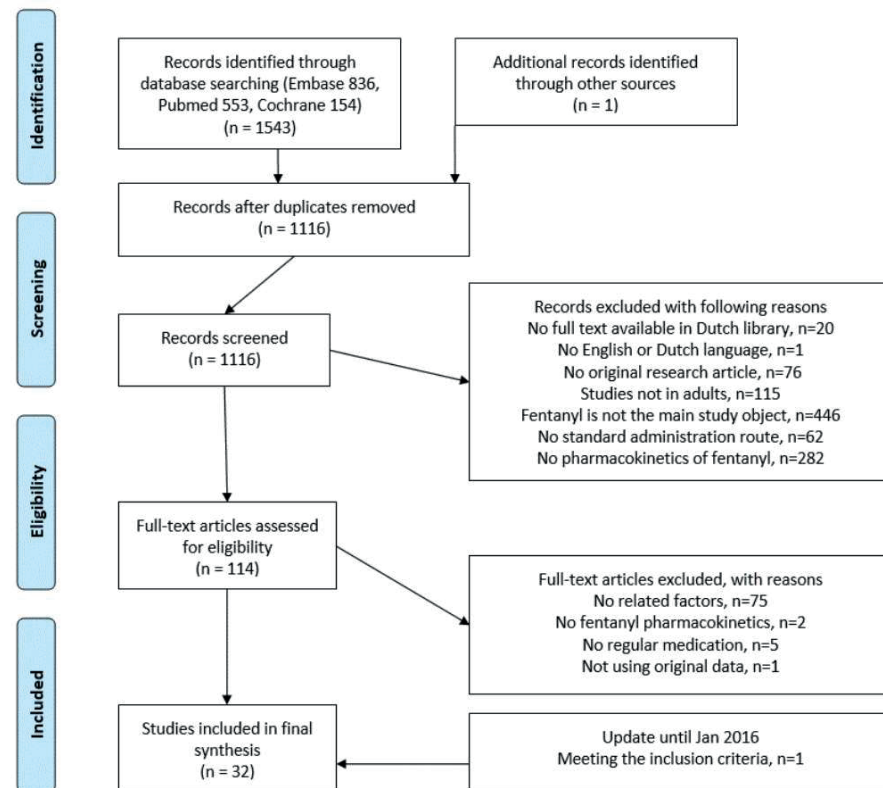 Identification
Records identified through
database searching (Embase 836,
Pubmed 553, Cochrane 154)
(n = 1543)
Additional records identified
through other sources
(n = 1)
Records after duplicates removed
(n = 1116)
Screening
Records screened
(n = 1116)
Records excluded with following reasons
No full text available in Dutch library, n=20
No English or Dutch language, n=1
No original research article, n=76
Studies not in adults, n=115
Fentanyl is not the main study object, n=446
No standard administration route, n=62
No pharmacokinetics of fentanyl, n=282
Eligibility
Full-text articles assessed
for eligibility
(n = 114)
Full-text articles excluded, with reasons
No related factors, n=75
No fentanyl pharmacokinetics, n=2
No regular medication, n=5
Not using original data, n=1
Included
Studies included in final
synthesis
(n = 32)
Update until Jan 2016
Meeting the inclusion criteria, n=1